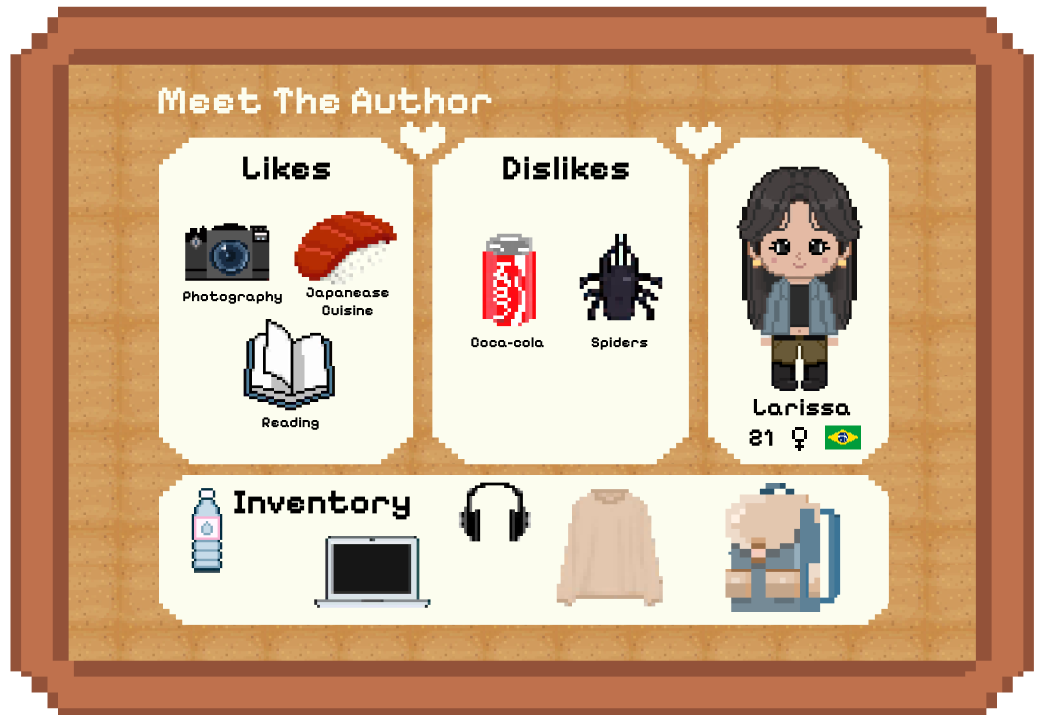 Meet The Author
Likes
Photography
Japanease
Cuisine
Reading
Dislikes
Coca-cola
Spiders
Larissa
21
Inventory